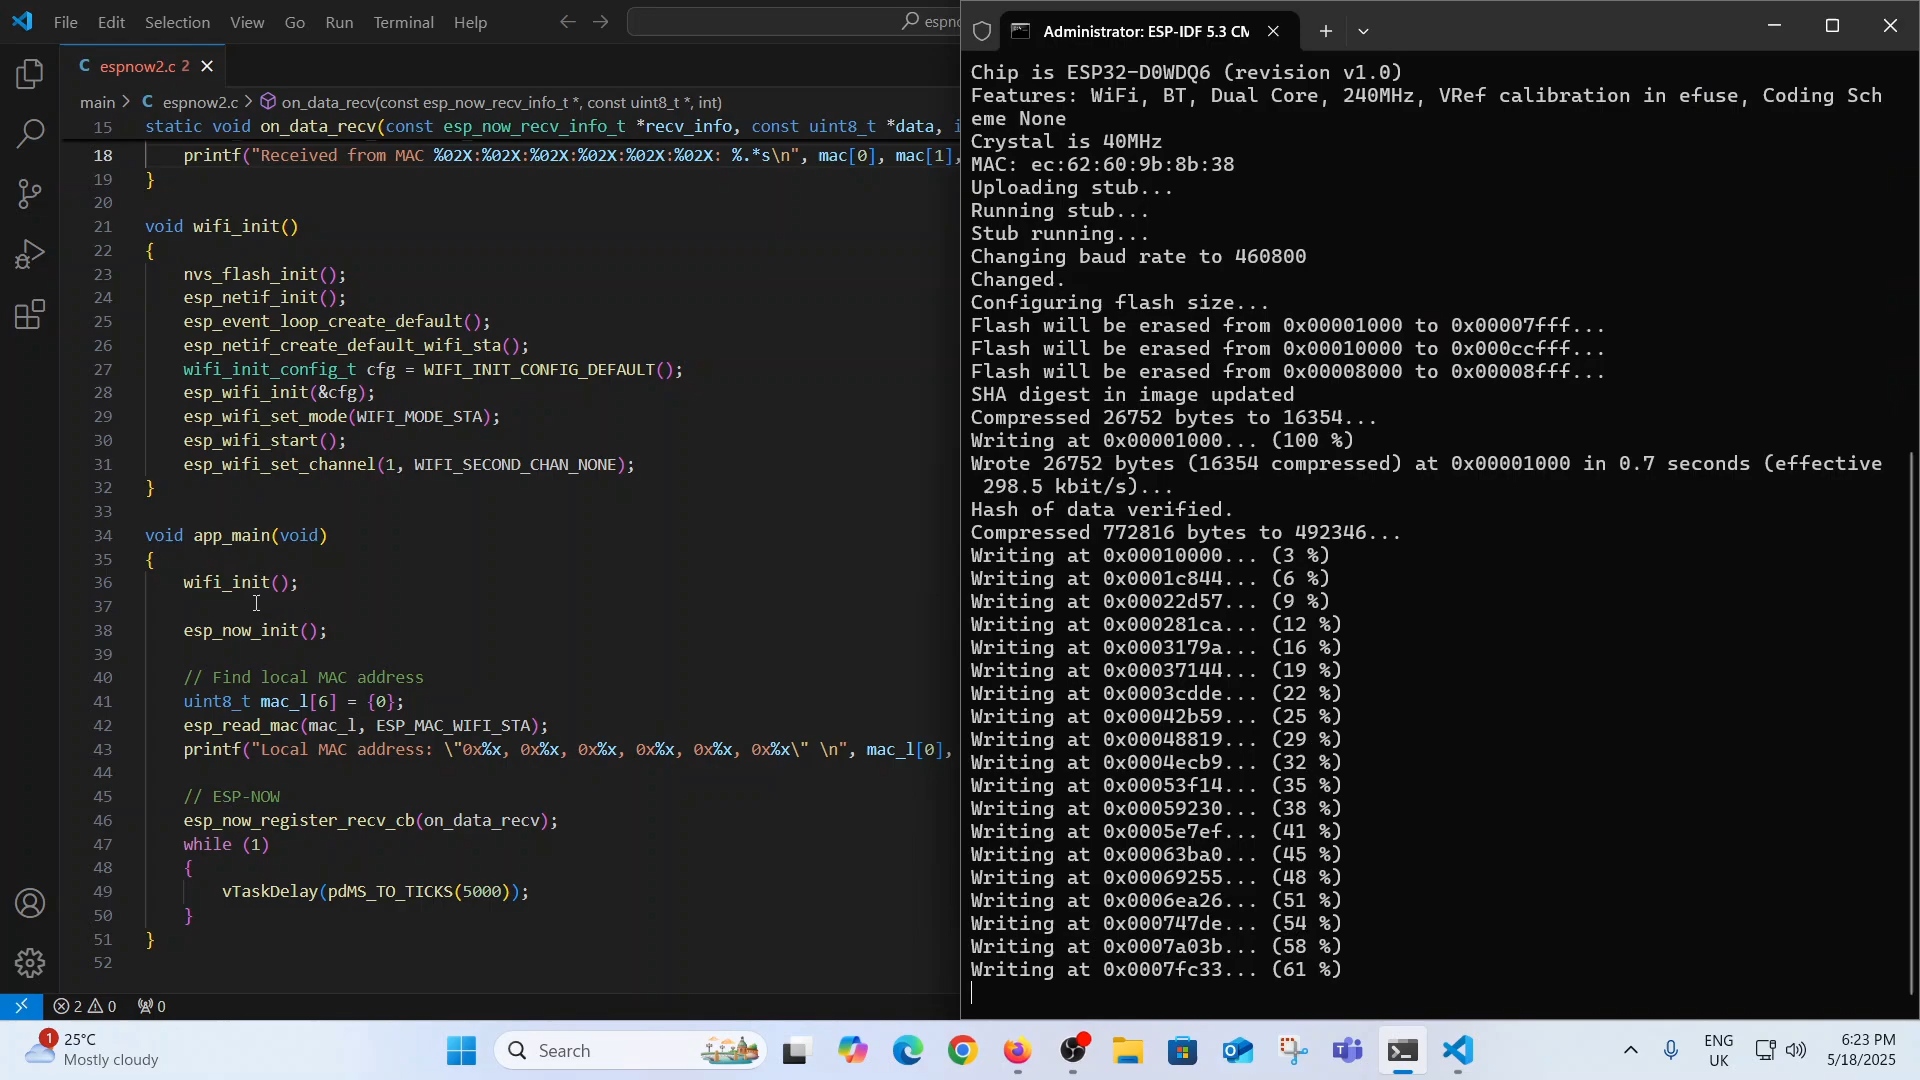 File Edit Selection View Go Run Terminal Help
espno
espnow2.c 2
main > C espnow2.c > on_data_recv(const esp_now_recv_info_t *, const uint8_t *, int)
15 static void on_data_recv(const esp_now_recv_info_t *recv_info, const uint8_t *data, i
18 printf("Received from MAC %02X:%02X:%02X:%02X:%02X:%02X: %.*s\n", mac[0], mac[1],
19 }
20
21 void wifi_init()
22 {
23 nvs_flash_init();
24 esp_netif_init();
25 esp_event_loop_create_default();
26 esp_netif_create_default_wifi_sta();
27 wifi_init_config_t cfg = WIFI_INIT_CONFIG_DEFAULT();
28 esp_wifi_init(&cfg);
29 esp_wifi_set_mode(WIFI_MODE_STA);
30 esp_wifi_start();
31 esp_wifi_set_channel(1, WIFI_SECOND_CHAN_NONE);
32 }
33
34 void app_main(void)
35 {
36 wifi_init();
37
38 esp_now_init();
39
40 // Find local MAC address
41 uint8_t mac_l[6] = {0};
42 esp_read_mac(mac_l, ESP_MAC_WIFI_STA);
43 printf("Local MAC address: \"0x%x, 0x%x, 0x%x, 0x%x, 0x%x, 0x%x\" \n", mac_l[0],
44
45 // ESP-NOW
46 esp_now_register_recv_cb(on_data_recv);
47 while (1)
48 {
49 vTaskDelay(pdMS_TO_TICKS(5000));
50 }
51 }
52
2 0 0
Administrator: ESP-IDF 5.3 CM
Chip is ESP32-D0WDQ6 (revision v1.0)
Features: WiFi, BT, Dual Core, 240MHz, VRef calibration in efuse, Coding Sch
eme None
Crystal is 40MHz
MAC: ec:62:60:9b:8b:38
Uploading stub...
Running stub...
Stub running...
Changing baud rate to 460800
Changed.
Configuring flash size...
Flash will be erased from 0x00001000 to 0x00007fff...
Flash will be erased from 0x00010000 to 0x000ccfff...
Flash will be erased from 0x00008000 to 0x00008fff...
SHA digest in image updated
Compressed 26752 bytes to 16354...
Writing at 0x00001000... (100 %)
Wrote 26752 bytes (16354 compressed) at 0x00001000 in 0.7 seconds (effective
298.5 kbit/s)...
Hash of data verified.
Compressed 772816 bytes to 492346...
Writing at 0x00010000... (3 %)
Writing at 0x0001c844... (6 %)
Writing at 0x00022d57... (9 %)
Writing at 0x000281ca... (12 %)
Writing at 0x0003179a... (16 %)
Writing at 0x00037144... (19 %)
Writing at 0x0003cdde... (22 %)
Writing at 0x00042b59... (25 %)
Writing at 0x00048819... (29 %)
Writing at 0x0004ecb9... (32 %)
Writing at 0x00053f14... (35 %)
Writing at 0x00059230... (38 %)
Writing at 0x0005e7ef... (41 %)
Writing at 0x00063ba0... (45 %)
Writing at 0x00069255... (48 %)
Writing at 0x0006ea26... (51 %)
Writing at 0x000747de... (54 %)
Writing at 0x0007a03b... (58 %)
Writing at 0x0007fc33... (61 %)
1 25°C
Mostly cloudy
Search
ENG
UK
6:23 PM
5/18/2025